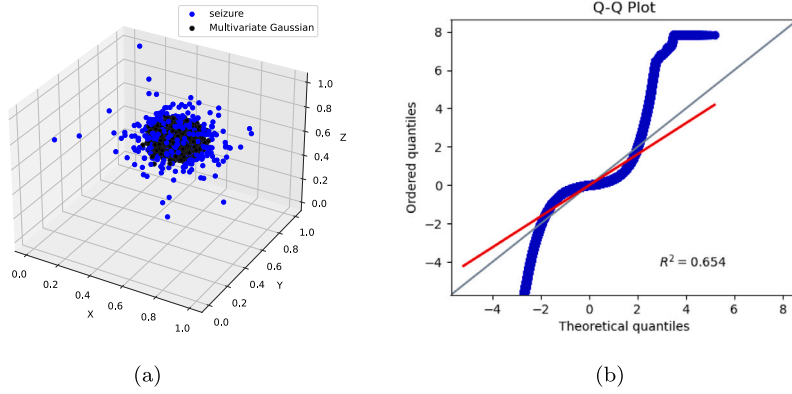 seizure
Multivariate Gaussian
1.0
0.8
0.6
Z
0.4
0.2
0.0
0.0
0.2
0.4
0.6
0.8
1.0
X
0.0
0.2
0.4
0.6
0.8
1.0
Y
(a)
Q-Q Plot
8
6
4
2
0
−2
−4
Ordered quantiles
R² = 0.654
−4
−2
0
2
4
6
8
Theoretical quantiles
(b)